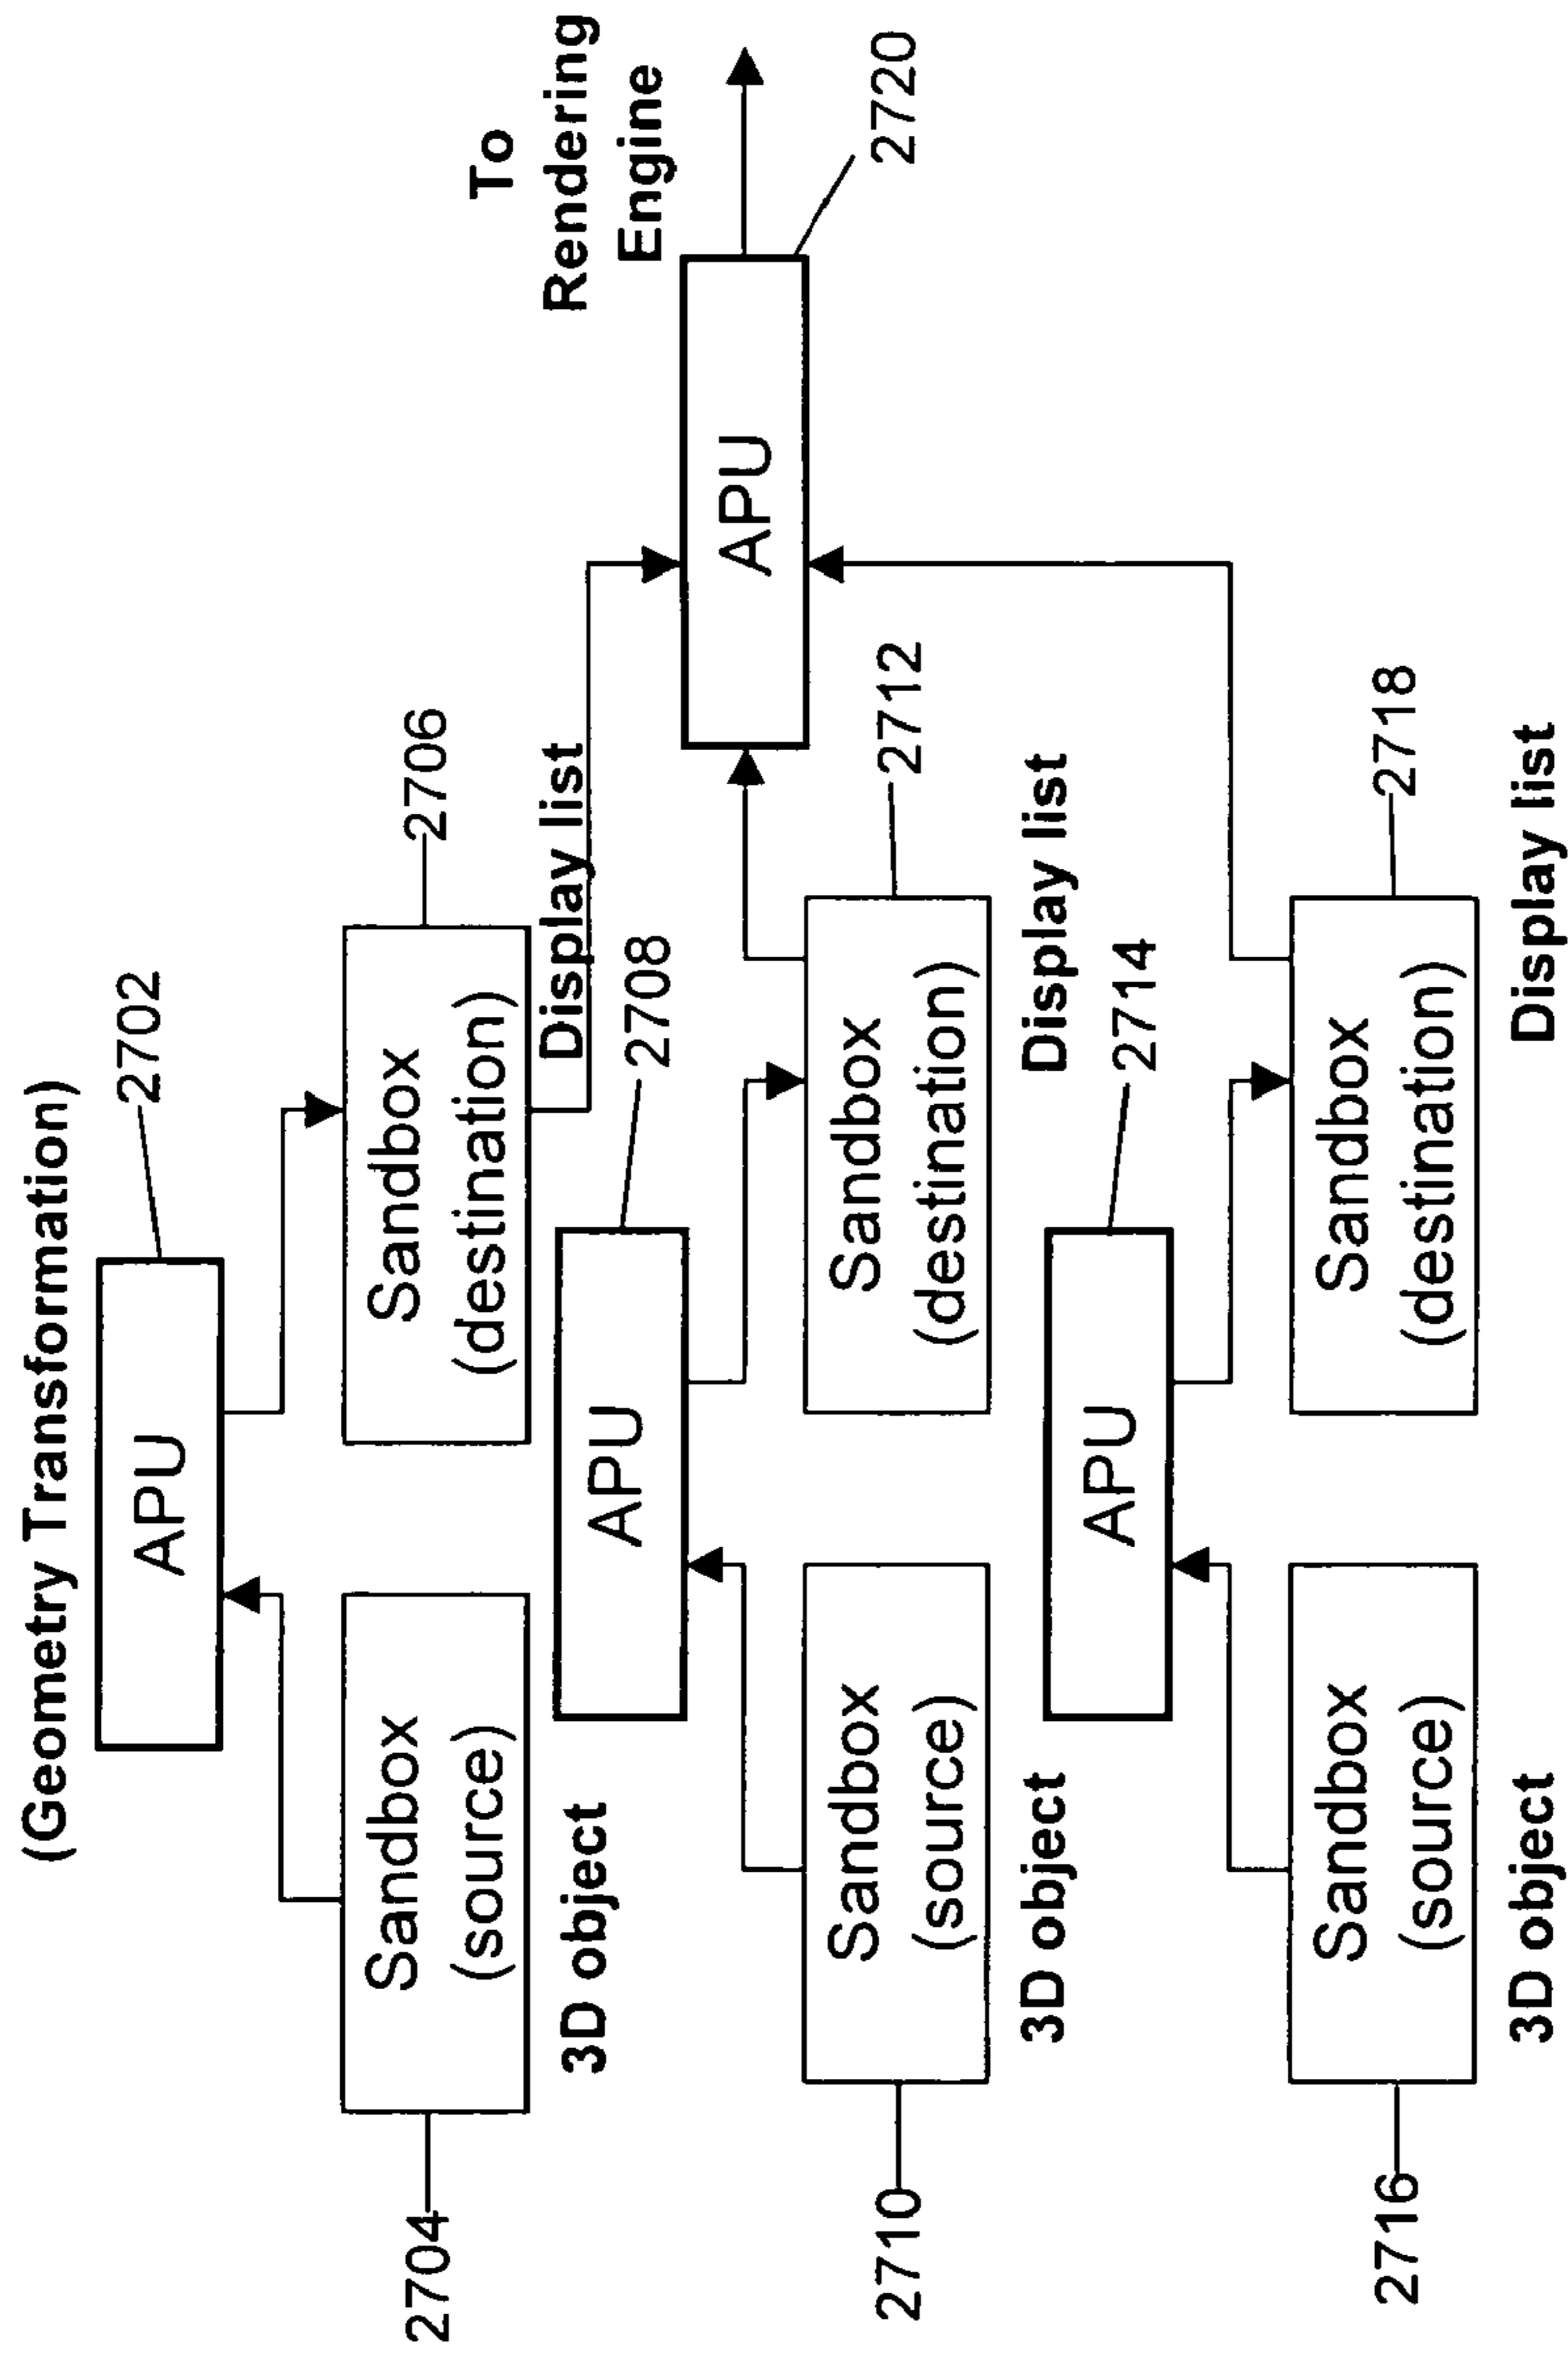 (Geometry Transformation)
APU
2702
2704
Sandbox
(source)
3D object
Sandbox
(destination)
2706
Display list
To
Rendering
Engine
APU
2708
2710
Sandbox
(source)
3D object
Sandbox
(destination)
2712
Display list
APU
2720
APU
2714
2716
Sandbox
(source)
3D object
Sandbox
(destination)
2718
Display list